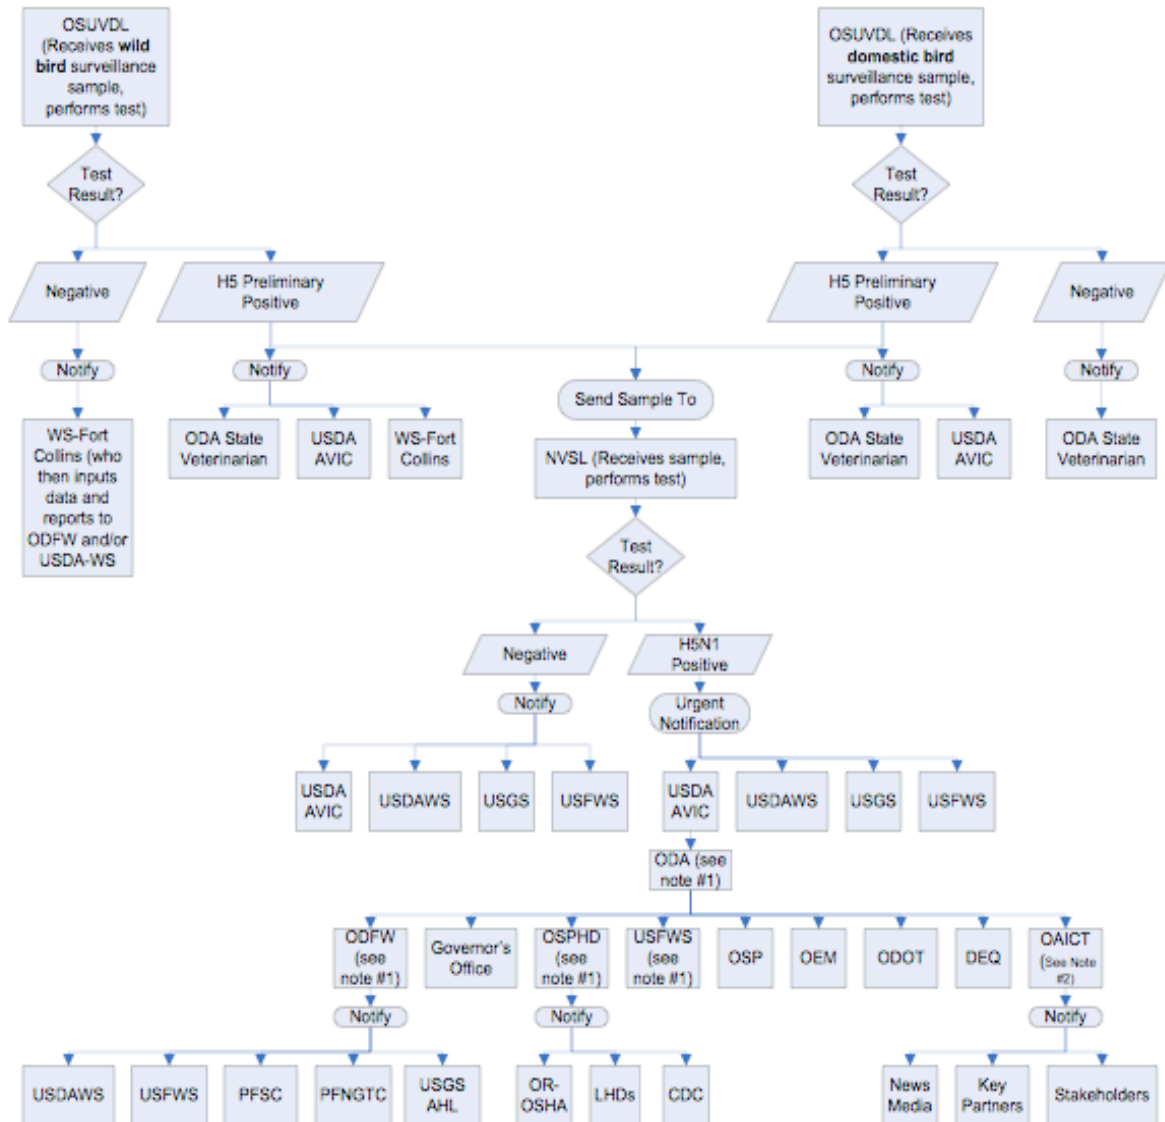 OSUVDL
(Receives wild
bird surveillance
sample,
performs test)
OSUVDL (Receives
domestic bird
surveillance sample,
performs test)
Test
Result?
Test
Result?
Negative
H5 Preliminary
Positive
H5 Preliminary
Positive
Negative
Notify
Notify
Notify
Notify
Send Sample To
WS-Fort
Collins (who
then inputs
data and
reports to
ODFW and/or
USDA-WS
ODA State
Veterinarian
USDA
AVIC
WS-Fort
Collins
NVSL (Receives sample,
performs test)
ODA State
Veterinarian
USDA
AVIC
ODA State
Veterinarian
Test
Result?
Negative
H5N1
Positive
Notify
Urgent
Notification
USDA
AVIC
USDAWS
USGS
USFWS
USDA
AVIC
USDAWS
USGS
USFWS
ODA (see
note #1)
ODFW
(see
note #1)
Governor's
Office
OSPHD
(see
note #1)
USFWS
(see
note #1)
OSP
OEM
ODOT
DEQ
OAICT
(See Note
#2)
Notify
Notify
Notify
USDAWS
USFWS
PFSC
PFNGTC
USGS
AHL
OR-
OSHA
LHDs
CDC
News
Media
Key
Partners
Stakeholders